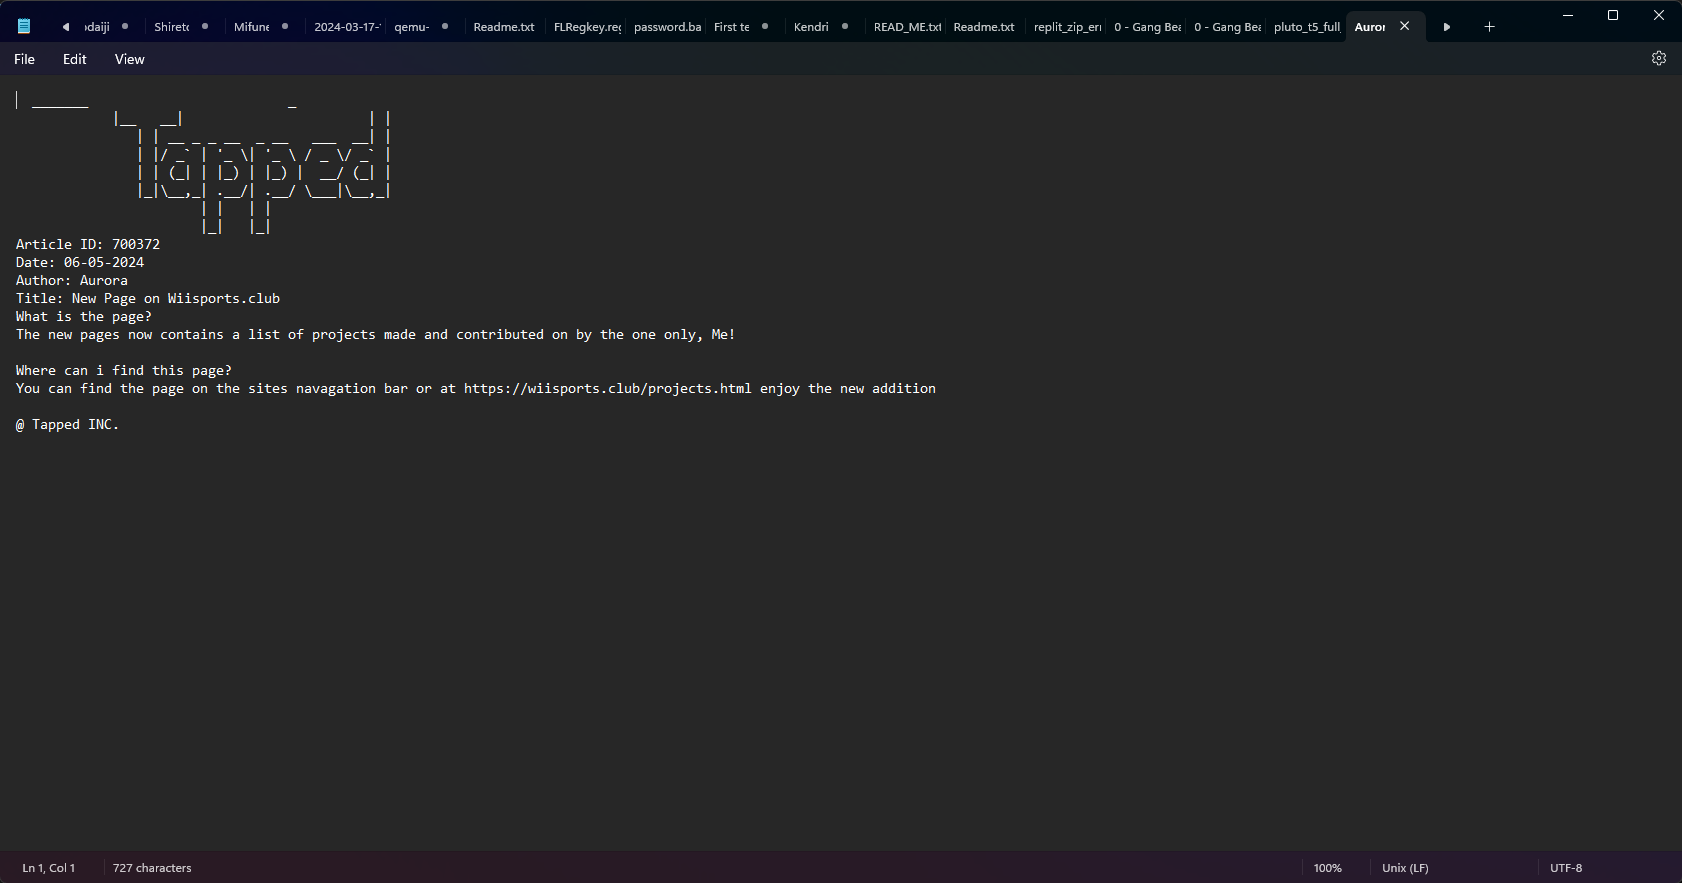 odaiji Shiretc Mifune 2024-03-17- qemu- Readme.txt FLRegkey.reg password.ba First te Kendri READ_ME.txt Readme.txt replit_zip_err 0 - Gang Bea 0 - Gang Bea pluto_t5_full Auror
File Edit View
 _______                         _
            |__   __|                       | |
               | | __ _ _ __  _ __   ___  __| |
               | |/ _` | '_ \| '_ \ / _ \/ _` |
               | | (_| | |_) | |_) |  __/ (_| |
               |_|\__,_| .__/| .__/ \___|\__,_|
                       | |   | |
                       |_|   |_|
Article ID: 700372
Date: 06-05-2024
Author: Aurora
Title: New Page on Wiisports.club
What is the page?
The new pages now contains a list of projects made and contributed on by the one only, Me!
Where can i find this page?
You can find the page on the sites navagation bar or at https://wiisports.club/projects.html enjoy the new addition
@ Tapped INC.
Ln 1, Col 1 727 characters 100% Unix (LF) UTF-8